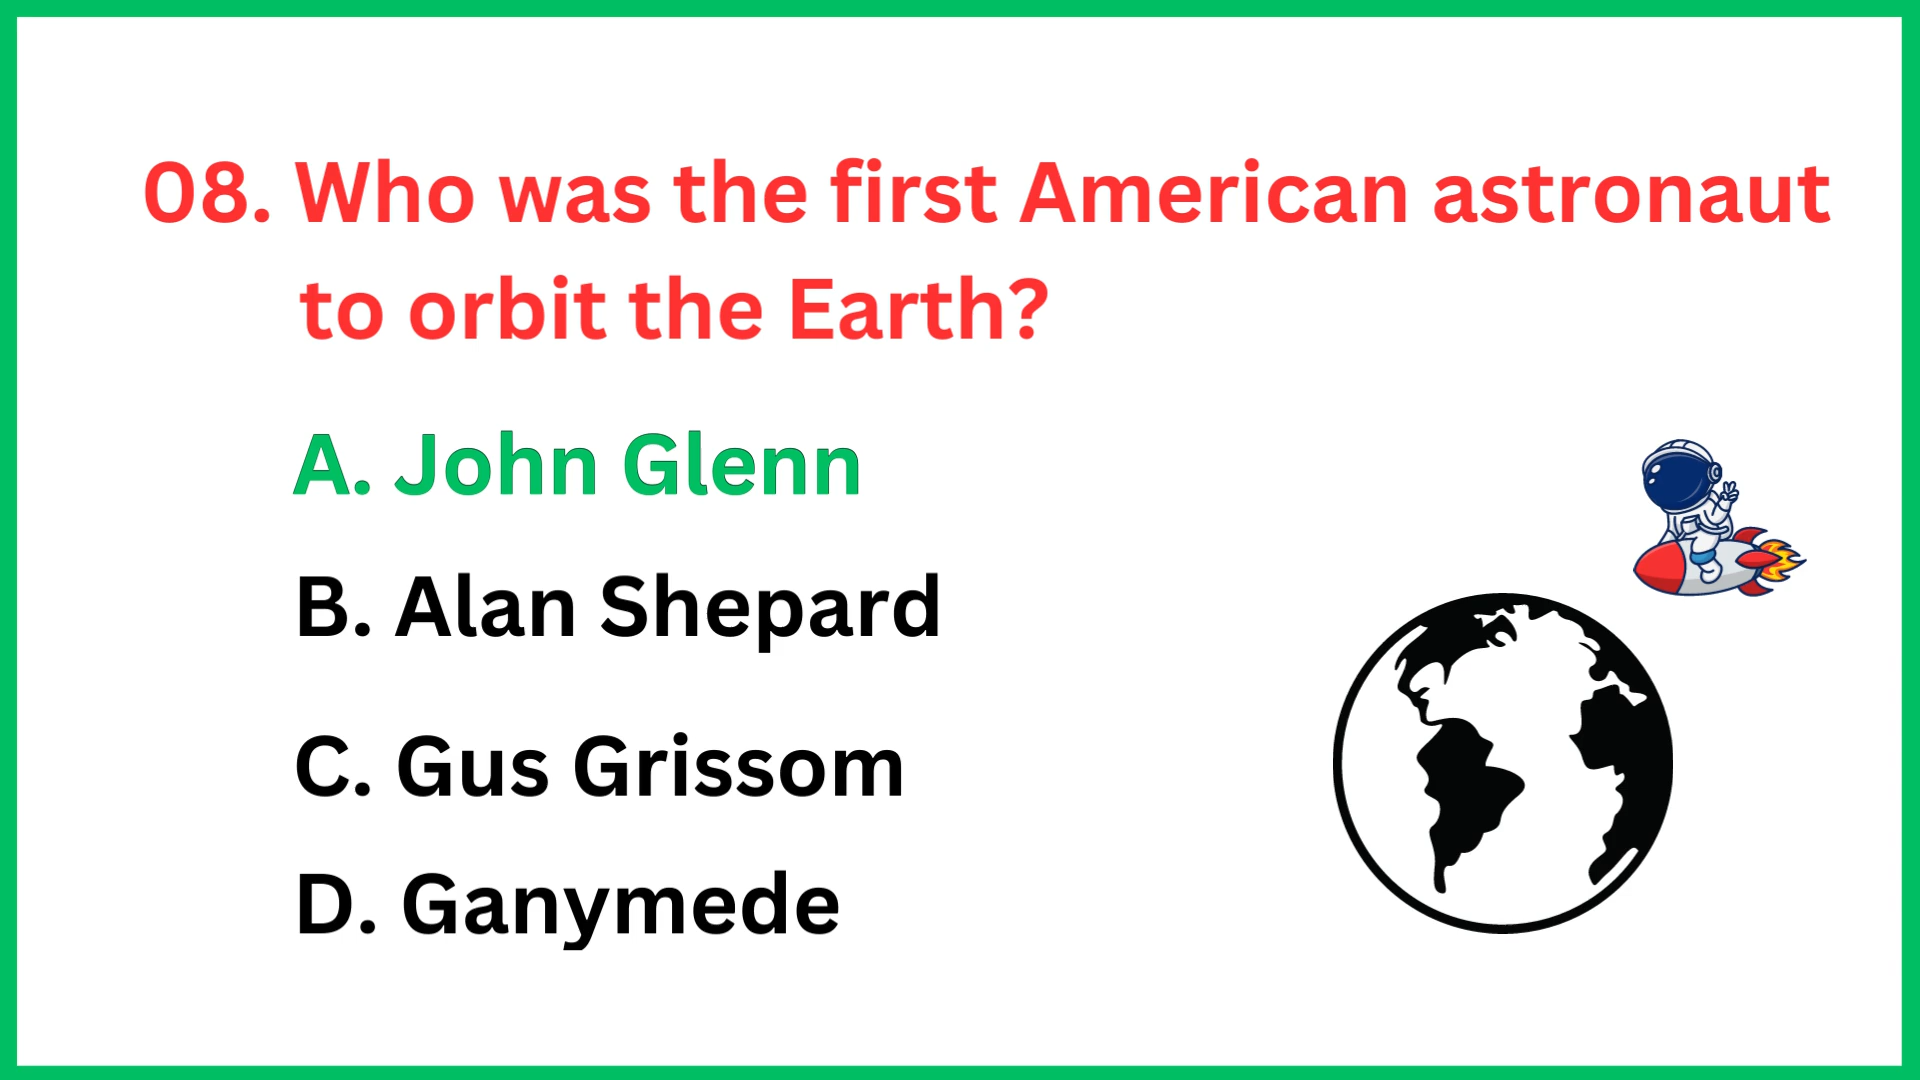 08. Who was the first American astronaut
to orbit the Earth?
A. John Glenn
B. Alan Shepard
C. Gus Grissom
D. Ganymede